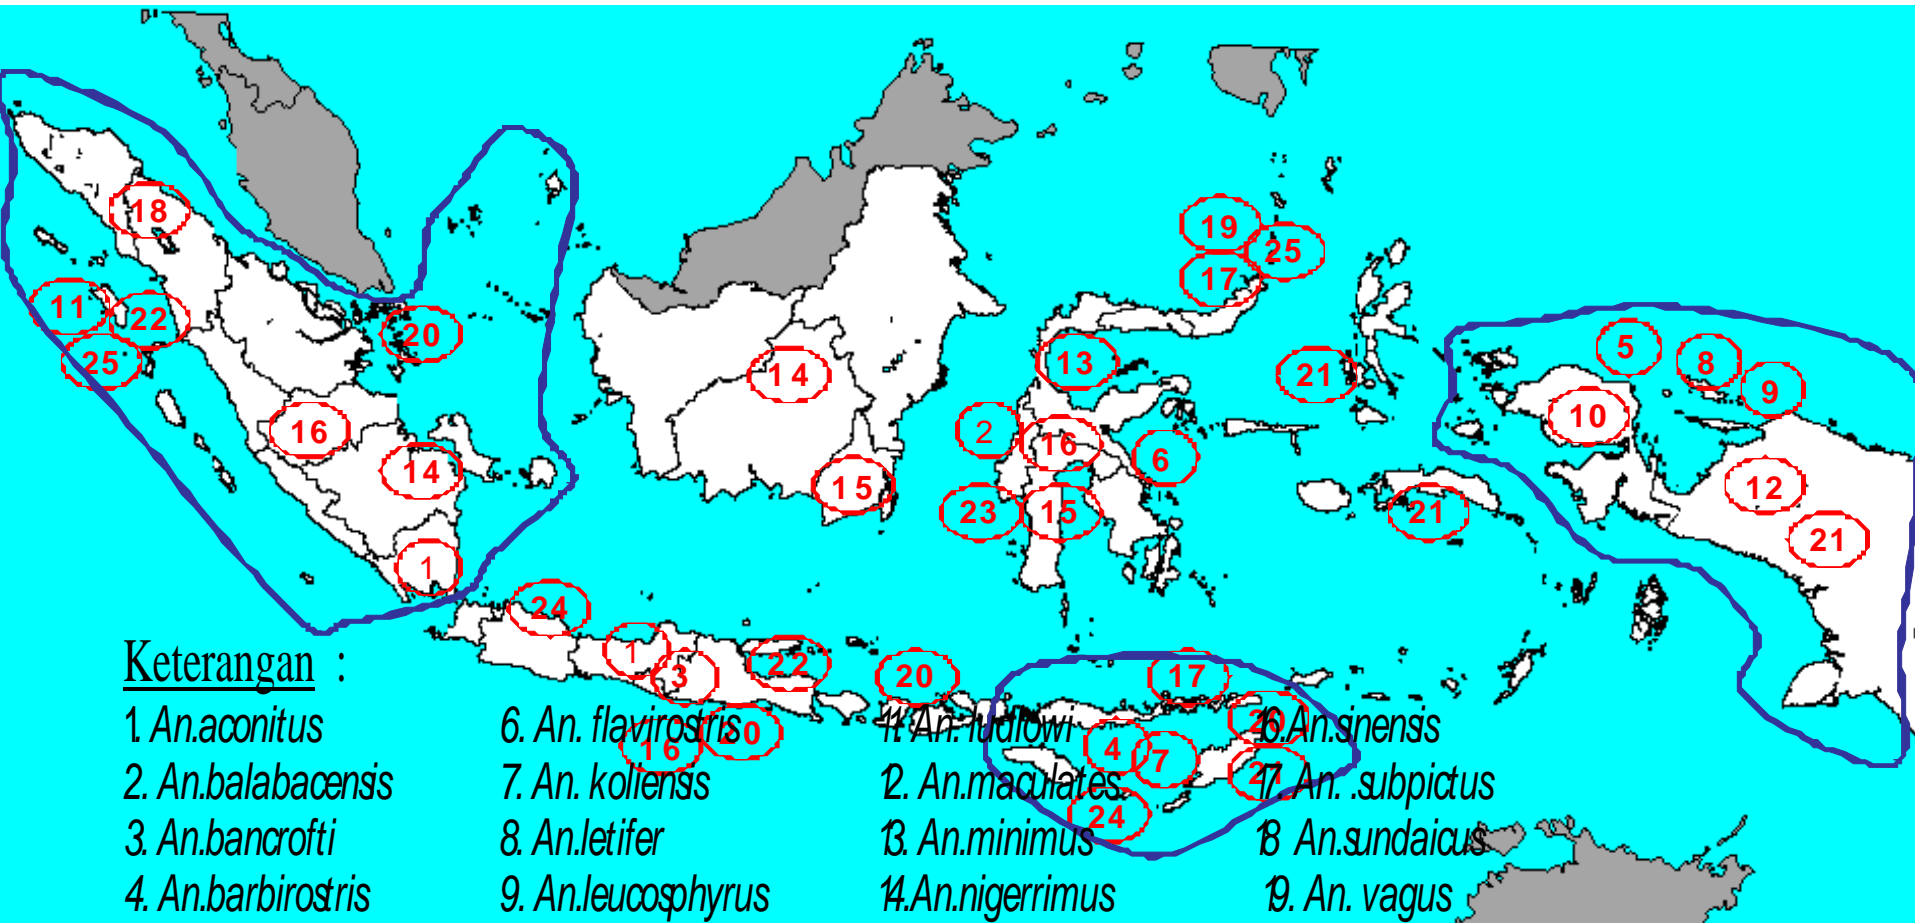 19
18
25
17
11
22
20
5
8
25
13
9
14
21
10
2
16
16
6
14
15
12
23
15
21
21
1
24
Keterangan :
1
22
3
20
17
1. An.aconitus
6. An. flavirostris
11. An. ludlowi
16.An.sinensis
16
20
4
7
20
2. An.balabacensis
7. An. koliensis
12. An.maculates
17. An. .subpictus
21
24
3. An.bancrofti
8. An.letifer
13. An.minimus
18 An.sundaicus
4. An.barbirostris
9. An.leucosphyrus
14.An.nigerrimus
19. An. vagus